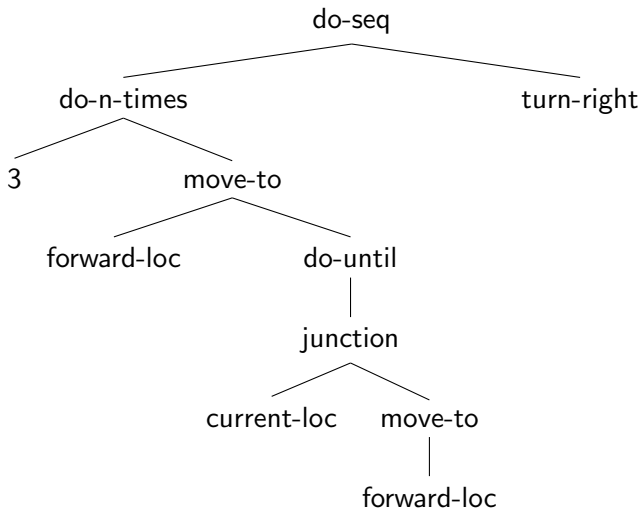 do-seq
do-n-times turn-right
3 move-to
forward-loc do-until
junction
current-loc move-to
forward-loc